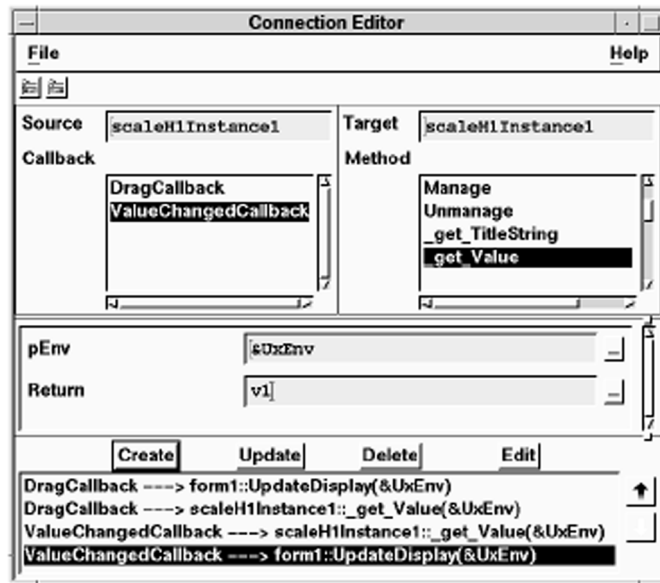 Connection Editor
File Help
Source scaleH1Instance1 Target scaleH1Instance1
Callback Method
DragCallback
ValueChangedCallback
Manage
Unmanage
_get_TitleString
_get_Value
pEnv &UxEnv
Return v1
Create Update Delete Edit
DragCallback ---> form1::UpdateDisplay(&UxEnv)
DragCallback ---> scaleH1Instance1::_get_Value(&UxEnv)
ValueChangedCallback ---> scaleH1Instance1::_get_Value(&UxEnv)
ValueChangedCallback ---> form1::UpdateDisplay(&UxEnv)